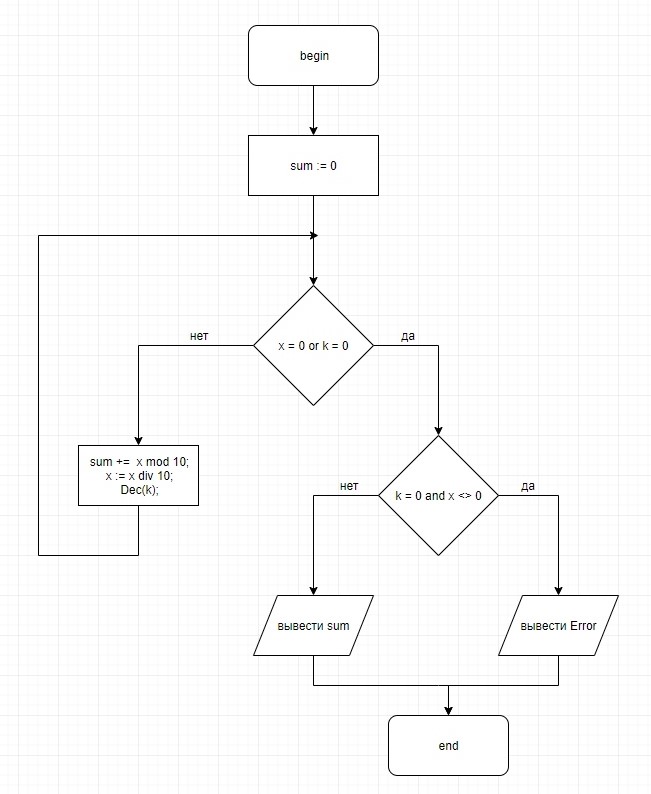 begin
sum := 0
x = 0 or k = 0
нет
да
sum += x mod 10;
x := x div 10;
Dec(k);
k = 0 and x <> 0
нет
да
вывести sum
вывести Error
end